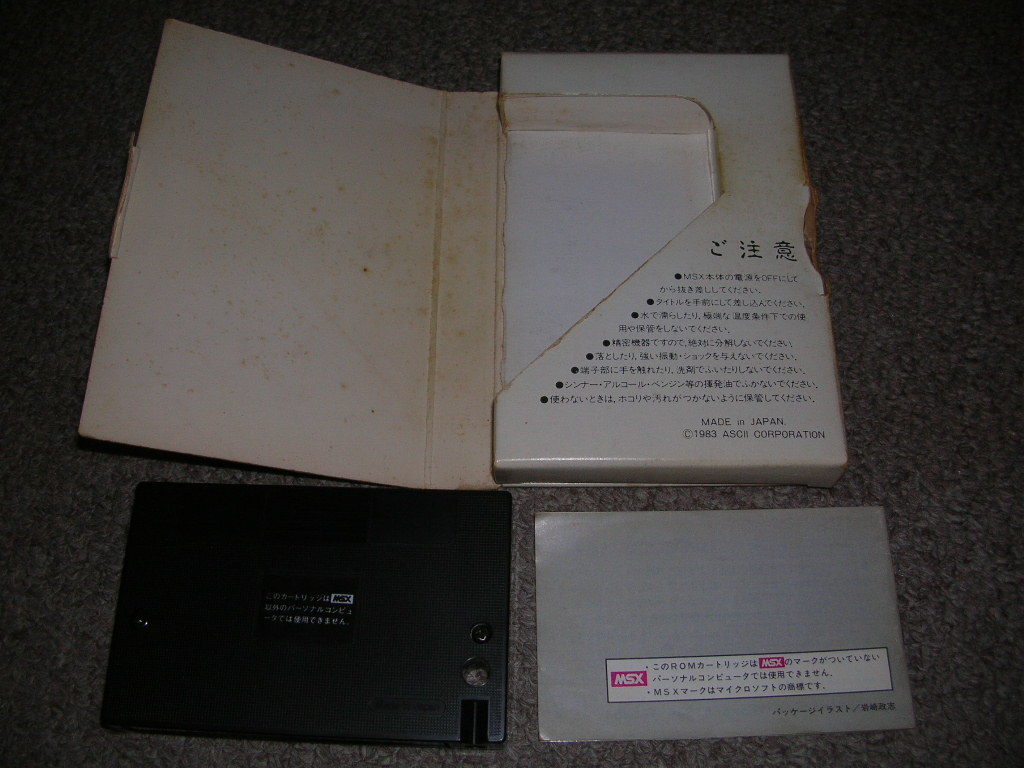 ご注意
●MSX本体の電源をOFFにして
から抜き差ししてください。
●タイトルを手前にして差し込んでください。
●水で濡らしたり、極端な温度条件下での使
用や保管をしないでください。
●精密機器ですので、絶対に分解しないでください。
●落としたり、強い振動・ショックを与えないでください。
●端子部に手を触れたり、洗剤でふいたりしないでください。
●シンナー・アルコール・ベンジン等の揮発油でふかないでください。
●使わないときは、ホコリや汚れがつかないように保管してください。
MADE in JAPAN.
©1983 ASCII CORPORATION
このカートリッジはMSX
以外のパーソナルコンピュ
ータでは使用できません。
MSX
・このROMカートリッジはMSXのマークがついていない
パーソナルコンピュータでは使用できません。
・MSXマークはマイクロソフトの商標です。
パッケージイラスト/岩崎政志